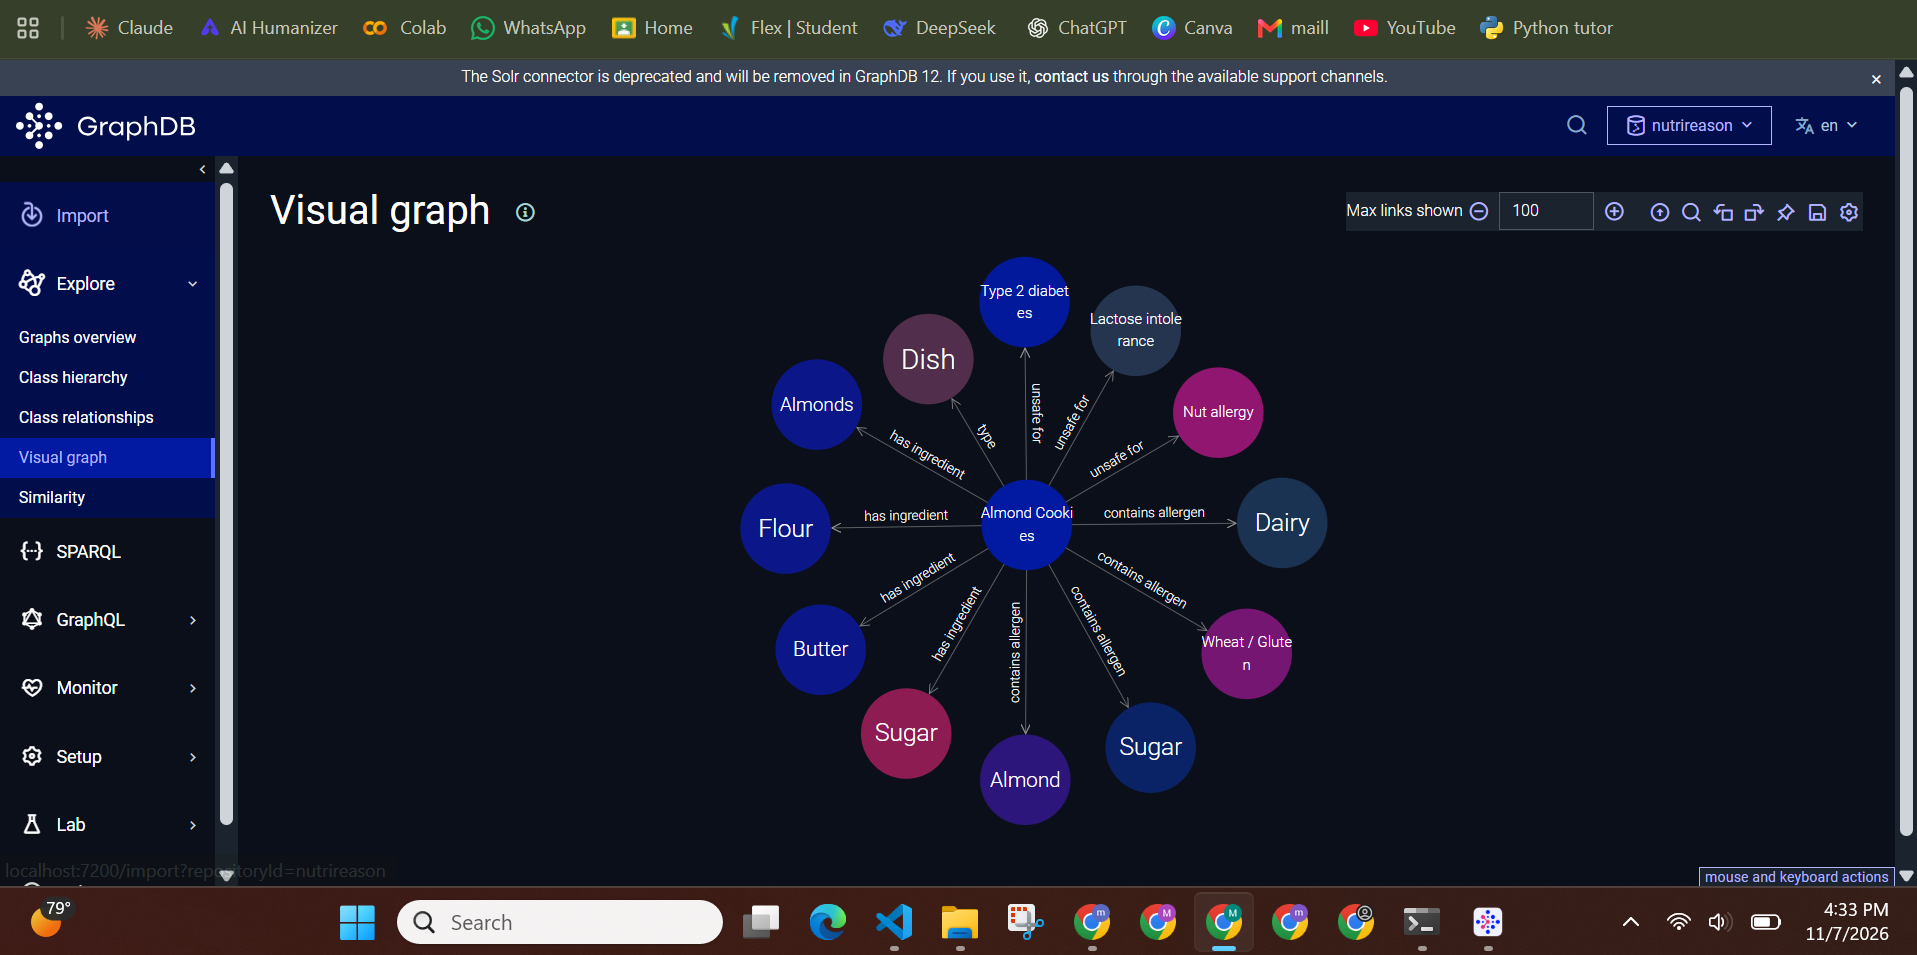 Claude
AI Humanizer
Colab
WhatsApp
Home
Flex | Student
DeepSeek
ChatGPT
Canva
maill
YouTube
Python tutor
The Solr connector is deprecated and will be removed in GraphDB 12. If you use it, contact us through the available support channels.
GraphDB
nutrireason
en
Import
Explore
Graphs overview
Class hierarchy
Class relationships
Visual graph
Similarity
SPARQL
GraphQL
Monitor
Setup
Lab
localhost:7200/import?repositoryId=nutrireason
Visual graph
Max links shown
100
Type 2 diabet
es
Lactose intole
rance
Dish
Nut allergy
Almonds
unsafe for
unsafe for
type
unsafe for
has ingredient
Almond Cooki
es
has ingredient
Flour
contains allergen
Dairy
has ingredient
contains allergen
has ingredient
contains allergen
contains allergen
Butter
Wheat / Glute
n
Sugar
Almond
Sugar
mouse and keyboard actions
79°
Search
m
M
M
m
4:33 PM
11/7/2026